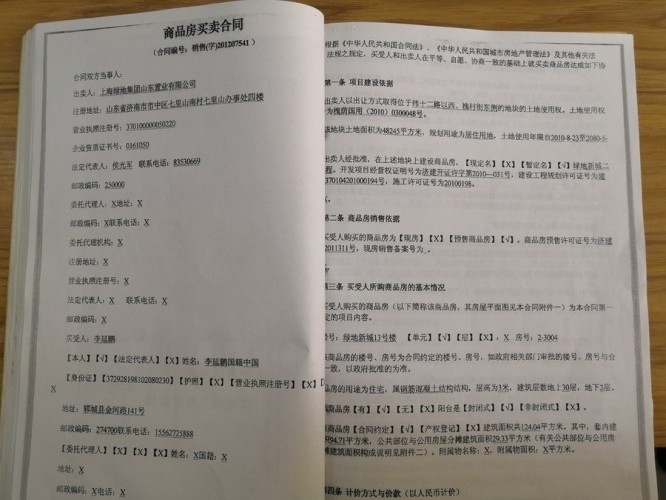 商品房买卖合同
（合同编号：销售(字)201207541 ）
合同双方当事人：
出卖人：上海绿地集团山东置业有限公司
注册地址：山东省济南市市中区七里山南村七里山办事处四楼
营业执照注册号：370100000050220
企业资质证书号：0161050
法定代表人：侯光军 联系电话：83530669
邮政编码：250000
委托代理人：X地址：X
邮政编码：X联系电话：X
委托代理机构：X
注册地址：X
营业执照注册号：X
法定代表人：X 联系电话：X
邮政编码：X
买受人：李延鹏
【本人】【√】【法定代表人】【X】姓名：李延鹏国籍中国
【身份证】【372928198102080230】【护照】【X】【营业执照注册号】【X】【
X
地址：鄄城县金河路141号
邮政编码：274700联系电话：15562725888
【委托代理人】【X】【X】【X】姓名：X国籍：X
地址：X
邮政编码：X电话：X
根据《中华人民共和国合同法》、《中华人民共和国城市房地产管理法》及其他有关法
法规之规定，买受人和出卖人在平等、自愿、协商一致的基础上就买卖商品房达成如下协
第一条 项目建设依据
出卖人以出让方式取得位于纬十二路以西、槐村街东侧的地块的土地使用权。土地使用权
为槐荫国用（2010）0300048号。
该地块土地面积为48245平方米，规划用途为居住用地，土地使用年限自2010-8-23至2080-5-
出卖人经批准，在上述地块上建设商品房，【现定名】【X】【暂定名】【√】绿地新城二
程。开发项目经营权证明号为济建开证许字第2010—031号，建设工程规划许可证号为建
370104201000194号，施工许可证号为20100198。
X。
第二条 商品房销售依据
买受人购买的商品房为【现房】【X】【预售商品房】【√】。商品房预售许可证号为济建
2011311号，现房销售备案号为
第三条 买受人所购商品房的基本情况
买受人购买的商品房（以下简称该商品房，其房屋平面图见本合同附件一）为本合同第一
定的项目内容。
号：绿地新城13号楼 【单元】【√】【层】【X】：X 房号：2-3004
该商品房的楼号、房号为合同约定的楼号、房号，如政府相关部门审批的楼号、房号与合
一致，以政府批准的为准。
房的用途为住宅，属钢筋混凝土结构结构，层高为3米，建筑层数地上30层，地下2层。
商品房【有】【√】【无】【X】阳台是【封闭式】【√】【非封闭式】【X】。
商品房【合同约定】【√】【产权登记】【X】建筑面积共124.04平方米，其中，套内建
积94.71平方米，公共部位与公用房屋分摊建筑面积29.33平方米（有关公共部位与公用房
建筑面积构成说明见附件二）。附属物名称：X，附属物面积：X平方米。
第四条 计价方式与价款（以人民币计价）